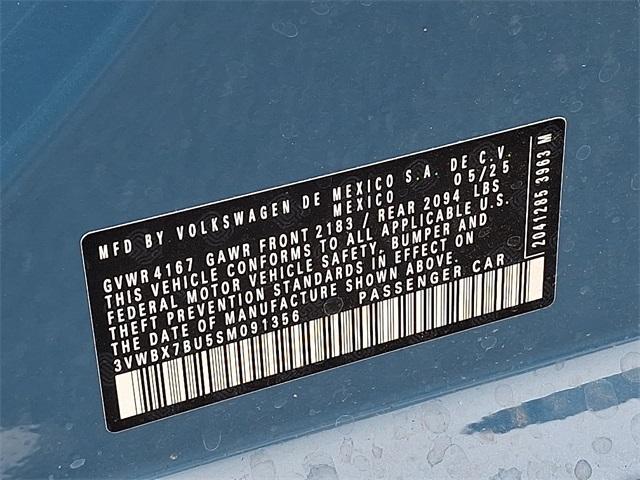 MFD BY VOLKSWAGEN DE MEXICO S.A. DE C.V.
MEXICO 05/25
GVWR 4167 GAWR FRONT 2183 / REAR 2094 LBS
THIS VEHICLE CONFORMS TO ALL APPLICABLE U.S.
FEDERAL MOTOR VEHICLE SAFETY, BUMPER AND
THEFT PREVENTION STANDARDS IN EFFECT ON
THE DATE OF MANUFACTURE SHOWN ABOVE.
3VWBX7BU5SM091356 PASSENGER CAR
2041285 3963 M